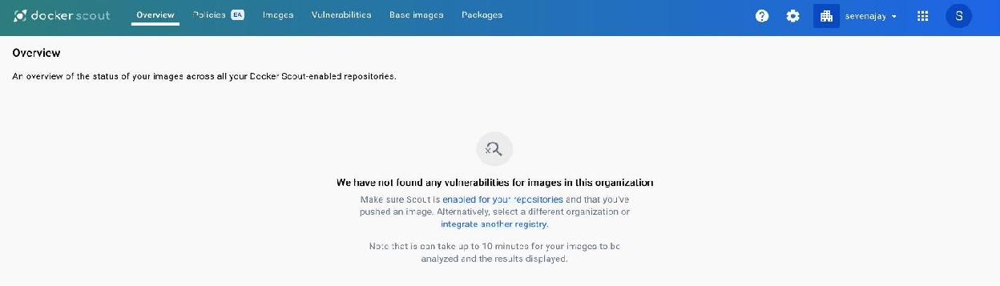 docker scout Overview Policies EA Images Vulnerabilities Base images Packages sevenajay S
Overview
An overview of the status of your images across all your Docker Scout-enabled repositories.
We have not found any vulnerabilities for images in this organization
Make sure Scout is enabled for your repositories and that you've
pushed an image. Alternatively, select a different organization or
integrate another registry.
Note that is can take up to 10 minutes for your images to be
analyzed and the results displayed.